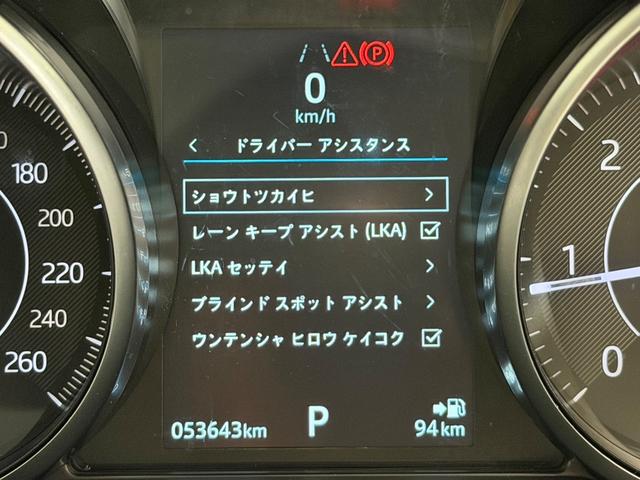 0
km/h
ドライバー アシスタンス
ショウトツカイヒ
レーン キープ アシスト (LKA)
LKA セッテイ
ブラインド スポット アシスト
ウンテンシャ ヒロウ ケイコク
053643km
P
94 km
180
200
220
240
260
2
1
0
P